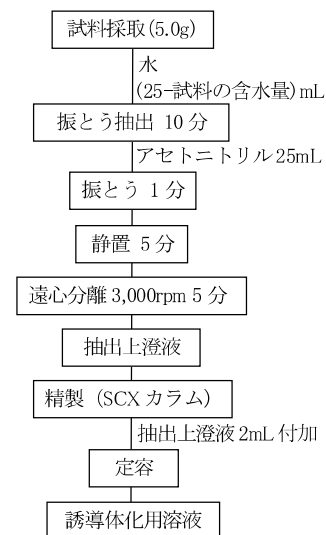 試料採取(5.0g)
水
(25-試料の含水量)mL
振とう抽出 10分
アセトニトリル25mL
振とう 1分
静置 5分
遠心分離3,000rpm 5分
抽出上澄液
精製（SCXカラム）
抽出上澄液2mL付加
定容
誘導体化用溶液